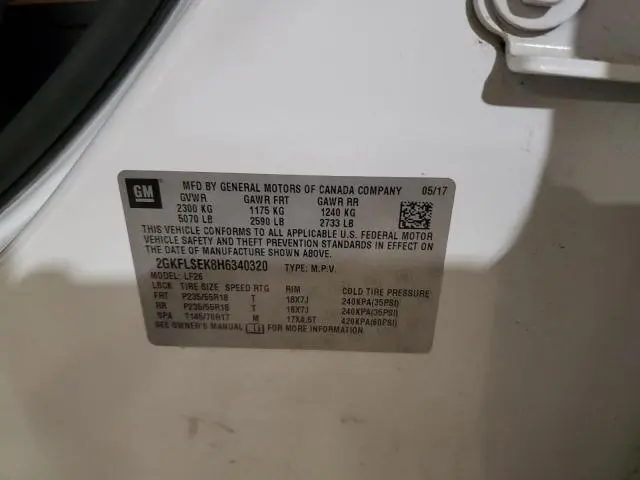 GM
MFD BY GENERAL MOTORS OF CANADA COMPANY 05/17
GVWR GAWR FRT GAWR RR
2300 KG 1175 KG 1240 KG
5070 LB 2590 LB 2733 LB
THIS VEHICLE CONFORMS TO ALL APPLICABLE U.S. FEDERAL MOTOR
VEHICLE SAFETY AND THEFT PREVENTION STANDARDS IN EFFECT ON
THE DATE OF MANUFACTURE SHOWN ABOVE.
2GKFLSEK8H6340320 TYPE: M.P.V.
MODEL: LF26
LBCK TIRE SIZE SPEED RTG RIM COLD TIRE PRESSURE
FRT P235/55R18 T 18X7J 240KPA(35PSI)
RR P235/55R18 T 18X7J 240KPA(35PSI)
SPA T145/70R17 M 17X4.5T 420KPA(60PSI)
SEE OWNER'S MANUAL FOR MORE INFORMATION.